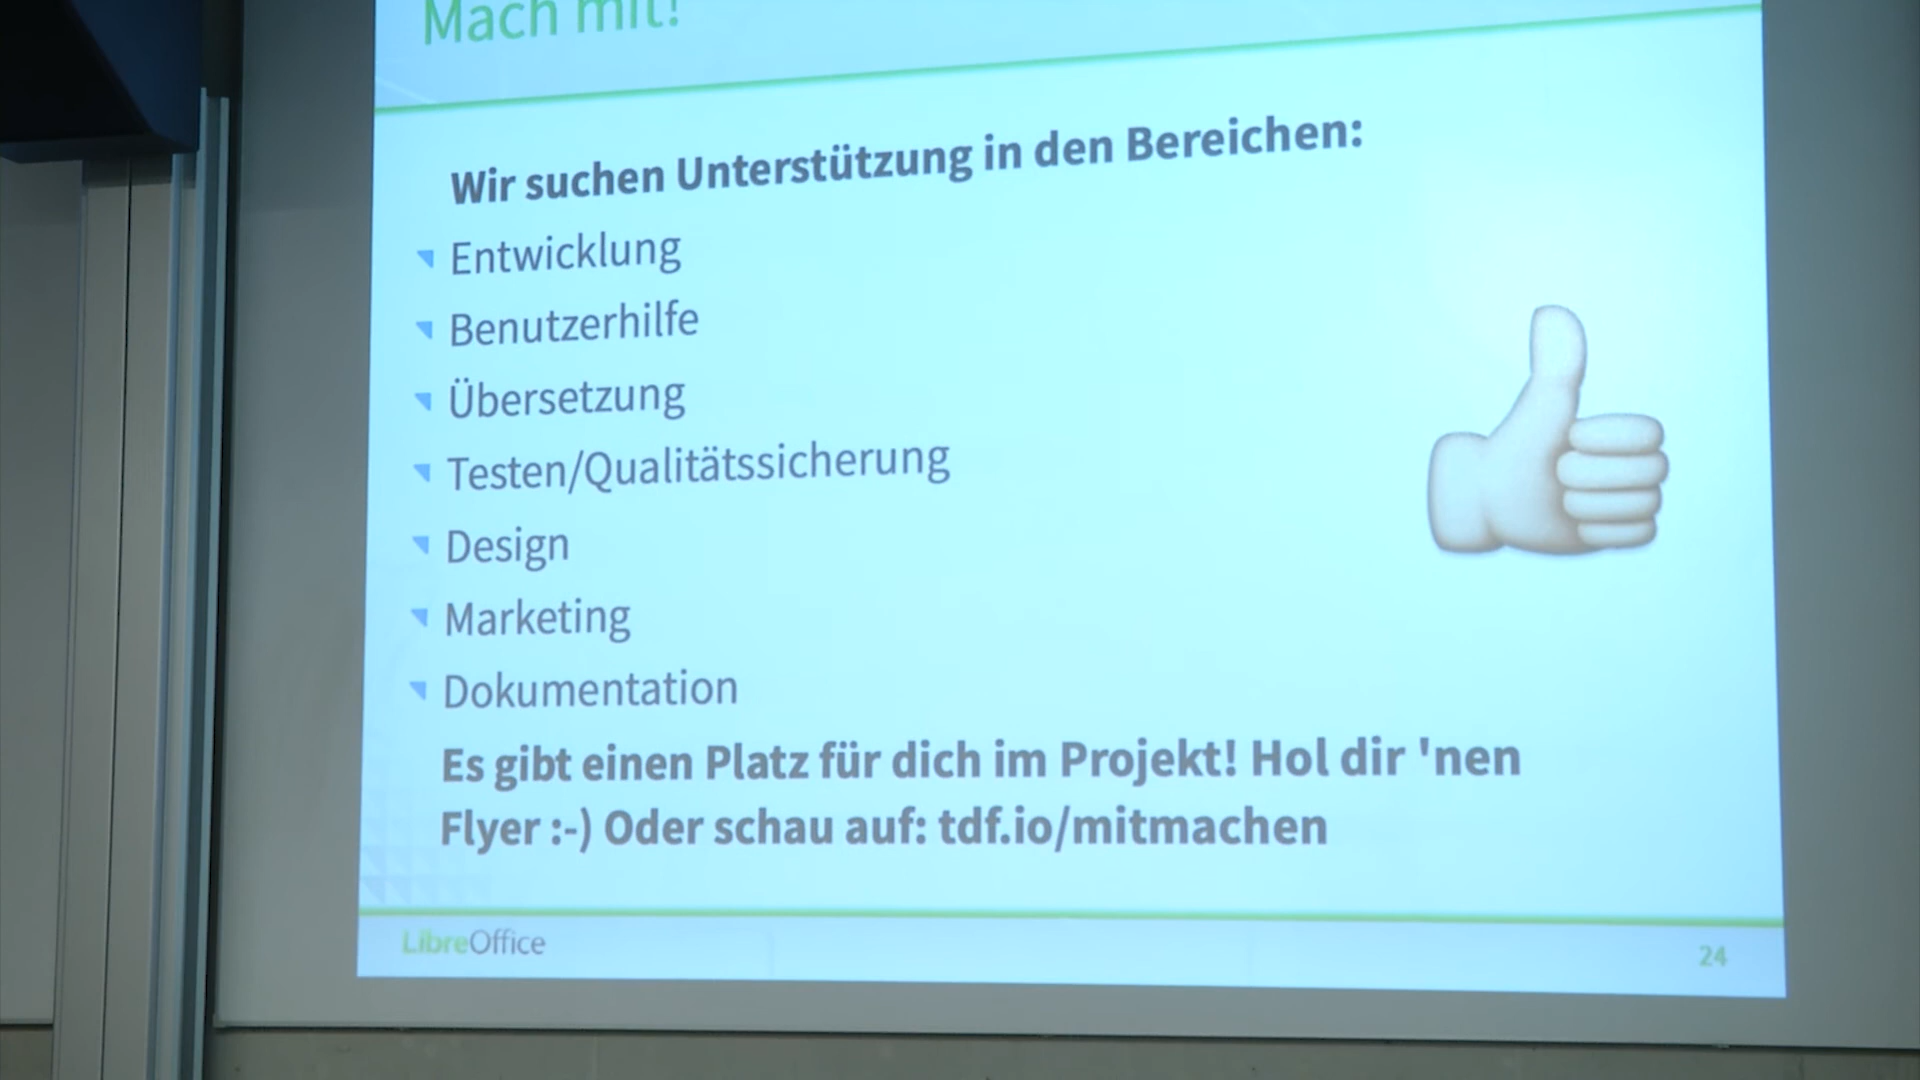 Mach mit!
Wir suchen Unterstützung in den Bereichen:
Entwicklung
Benutzerhilfe
Übersetzung
Testen/Qualitätssicherung
Design
Marketing
Dokumentation
Es gibt einen Platz für dich im Projekt! Hol dir 'nen
Flyer :-) Oder schau auf: tdf.io/mitmachen
LibreOffice
24